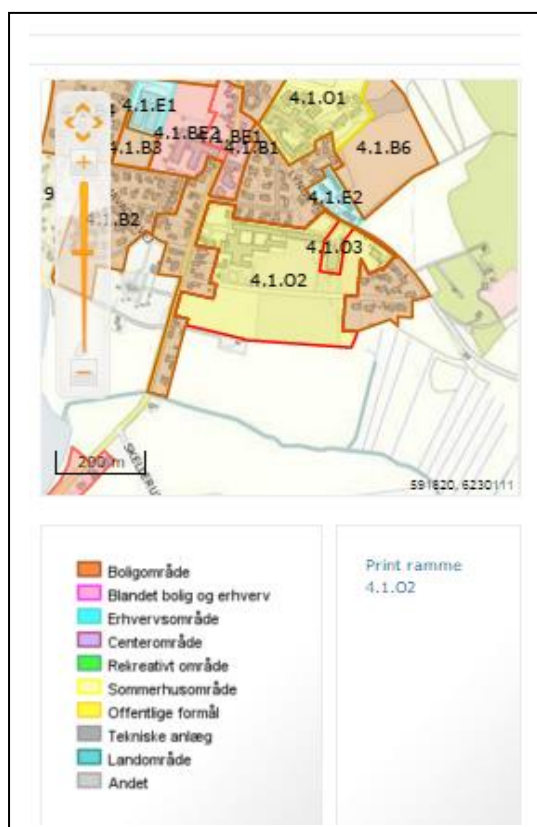 4.1.E1
4.1.O1
4.1.BE2
4.1.BE1
4.1.B3
4.1.B1
4.1.B6
9
4.1.B2
4.1.E2
4.1.O3
4.1.O2
200 m
591620, 6230111
Boligområde
Blandet bolig og erhverv
Erhvervsområde
Centerområde
Rekreativt område
Sommerhusområde
Offentlige formål
Tekniske anlæg
Landområde
Andet
Print ramme
4.1.O2